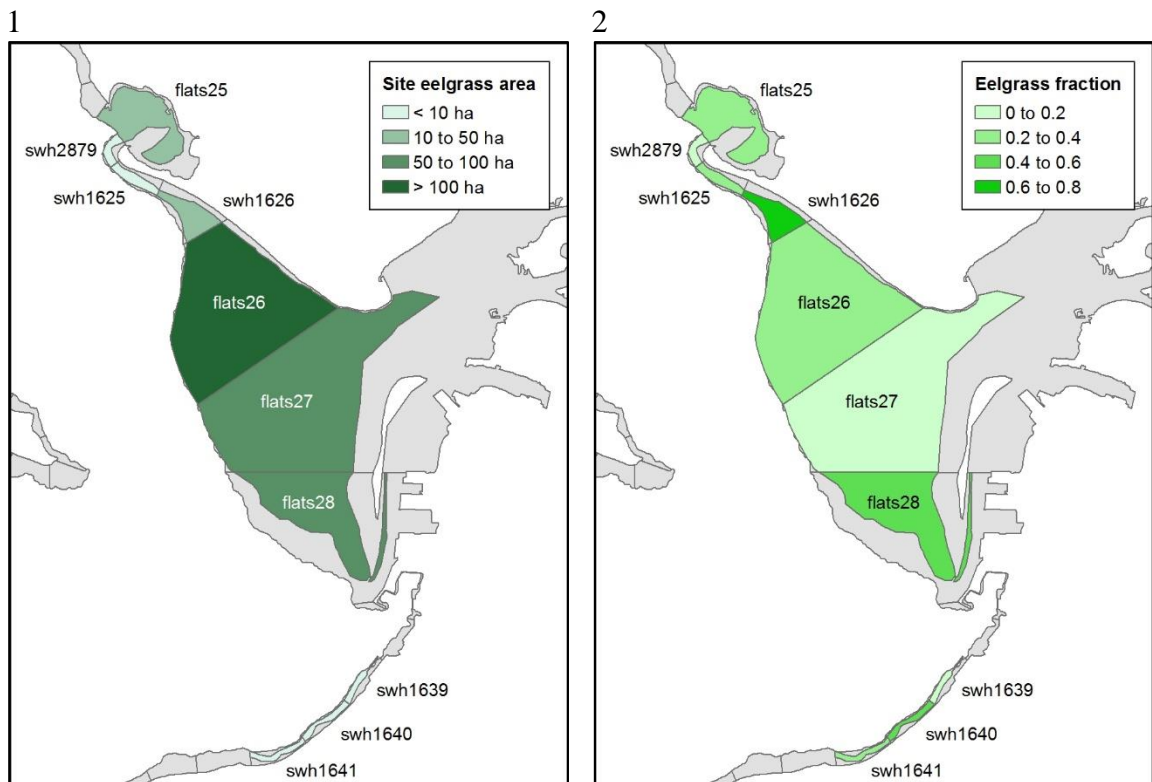 1
Site eelgrass area
< 10 ha
10 to 50 ha
50 to 100 ha
> 100 ha
flats25
swh2879
swh1625
swh1626
flats26
flats27
flats28
swh1639
swh1640
swh1641
2
Eelgrass fraction
0 to 0.2
0.2 to 0.4
0.4 to 0.6
0.6 to 0.8
flats25
swh2879
swh1625
swh1626
flats26
flats27
flats28
swh1639
swh1640
swh1641